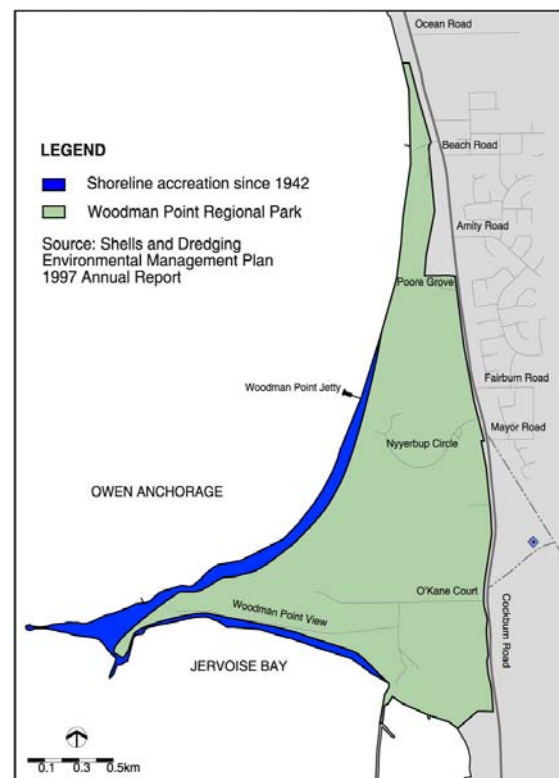 Ocean Road
LEGEND
Shoreline accreation since 1942
Woodman Point Regional Park
Source: Shells and Dredging
Environmental Management Plan
1997 Annual Report
Beach Road
Amity Road
Poore Grove
Fairburn Road
Woodman Point Jetty
Mayor Road
Nyyerbup Circle
OWEN ANCHORAGE
O'Kane Court
Woodman Point View
Cockburn Road
JERVOISE BAY
0.1 0.3 0.5km